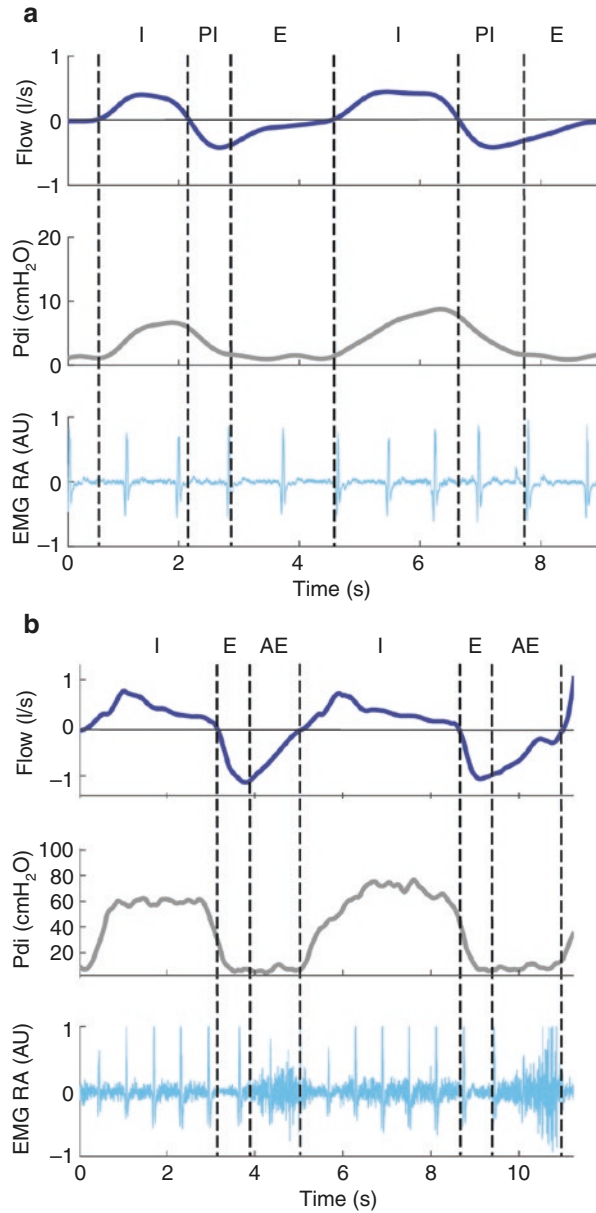 a
I PI E I PI E
1
0
−1
Flow (l/s)
20
10
0
Pdi (cmH₂O)
1
0
−1
EMG RA (AU)
0 2 4 6 8
Time (s)
b
I E AE I E AE
1
0
−1
Flow (l/s)
100
80
60
40
20
Pdi (cmH₂O)
1
0
−1
EMG RA (AU)
0 2 4 6 8 10
Time (s)